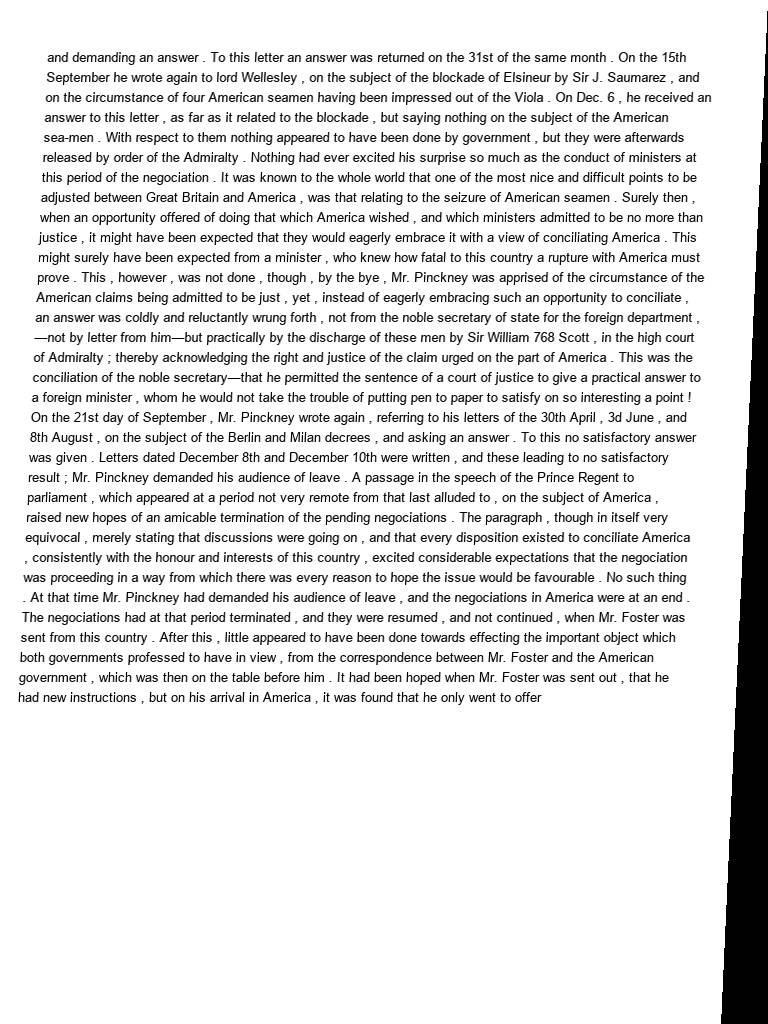 and demanding an answer . To this letter an answer was returned on the 31st of the same month . On the 15th
September he wrote again to lord Wellesley , on the subject of the blockade of Elsineur by Sir J. Saumarez , and
on the circumstance of four American seamen having been impressed out of the Viola . On Dec. 6 , he received an
answer to this letter , as far as it related to the blockade , but saying nothing on the subject of the American
sea-men . With respect to them nothing appeared to have been done by government , but they were afterwards
released by order of the Admiralty . Nothing had ever excited his surprise so much as the conduct of ministers at
this period of the negociation . It was known to the whole world that one of the most nice and difficult points to be
adjusted between Great Britain and America , was that relating to the seizure of American seamen . Surely then ,
when an opportunity offered of doing that which America wished , and which ministers admitted to be no more than
justice , it might have been expected that they would eagerly embrace it with a view of conciliating America . This
might surely have been expected from a minister , who knew how fatal to this country a rupture with America must
prove . This , however , was not done , though , by the bye , Mr. Pinckney was apprised of the circumstance of the
American claims being admitted to be just , yet , instead of eagerly embracing such an opportunity to conciliate ,
an answer was coldly and reluctantly wrung forth , not from the noble secretary of state for the foreign department ,
—not by letter from him—but practically by the discharge of these men by Sir William 768 Scott , in the high court
of Admiralty ; thereby acknowledging the right and justice of the claim urged on the part of America . This was the
conciliation of the noble secretary—that he permitted the sentence of a court of justice to give a practical answer to
a foreign minister , whom he would not take the trouble of putting pen to paper to satisfy on so interesting a point !
On the 21st day of September , Mr. Pinckney wrote again , referring to his letters of the 30th April , 3d June , and
8th August , on the subject of the Berlin and Milan decrees , and asking an answer . To this no satisfactory answer
was given . Letters dated December 8th and December 10th were written , and these leading to no satisfactory
result ; Mr. Pinckney demanded his audience of leave . A passage in the speech of the Prince Regent to
parliament , which appeared at a period not very remote from that last alluded to , on the subject of America ,
raised new hopes of an amicable termination of the pending negociations . The paragraph , though in itself very
equivocal , merely stating that discussions were going on , and that every disposition existed to conciliate America
, consistently with the honour and interests of this country , excited considerable expectations that the negociation
was proceeding in a way from which there was every reason to hope the issue would be favourable . No such thing
. At that time Mr. Pinckney had demanded his audience of leave , and the negociations in America were at an end .
The negociations had at that period terminated , and they were resumed , and not continued , when Mr. Foster was
sent from this country . After this , little appeared to have been done towards effecting the important object which
both governments professed to have in view , from the correspondence between Mr. Foster and the American
government , which was then on the table before him . It had been hoped when Mr. Foster was sent out , that he
had new instructions , but on his arrival in America , it was found that he only went to offer